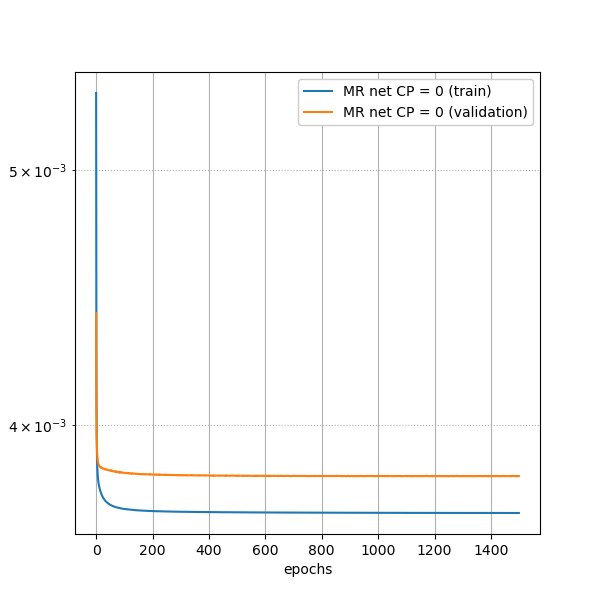 MR net CP = 0 (train)
MR net CP = 0 (validation)
5 × 10⁻³
4 × 10⁻³
0 200 400 600 800 1000 1200 1400
epochs